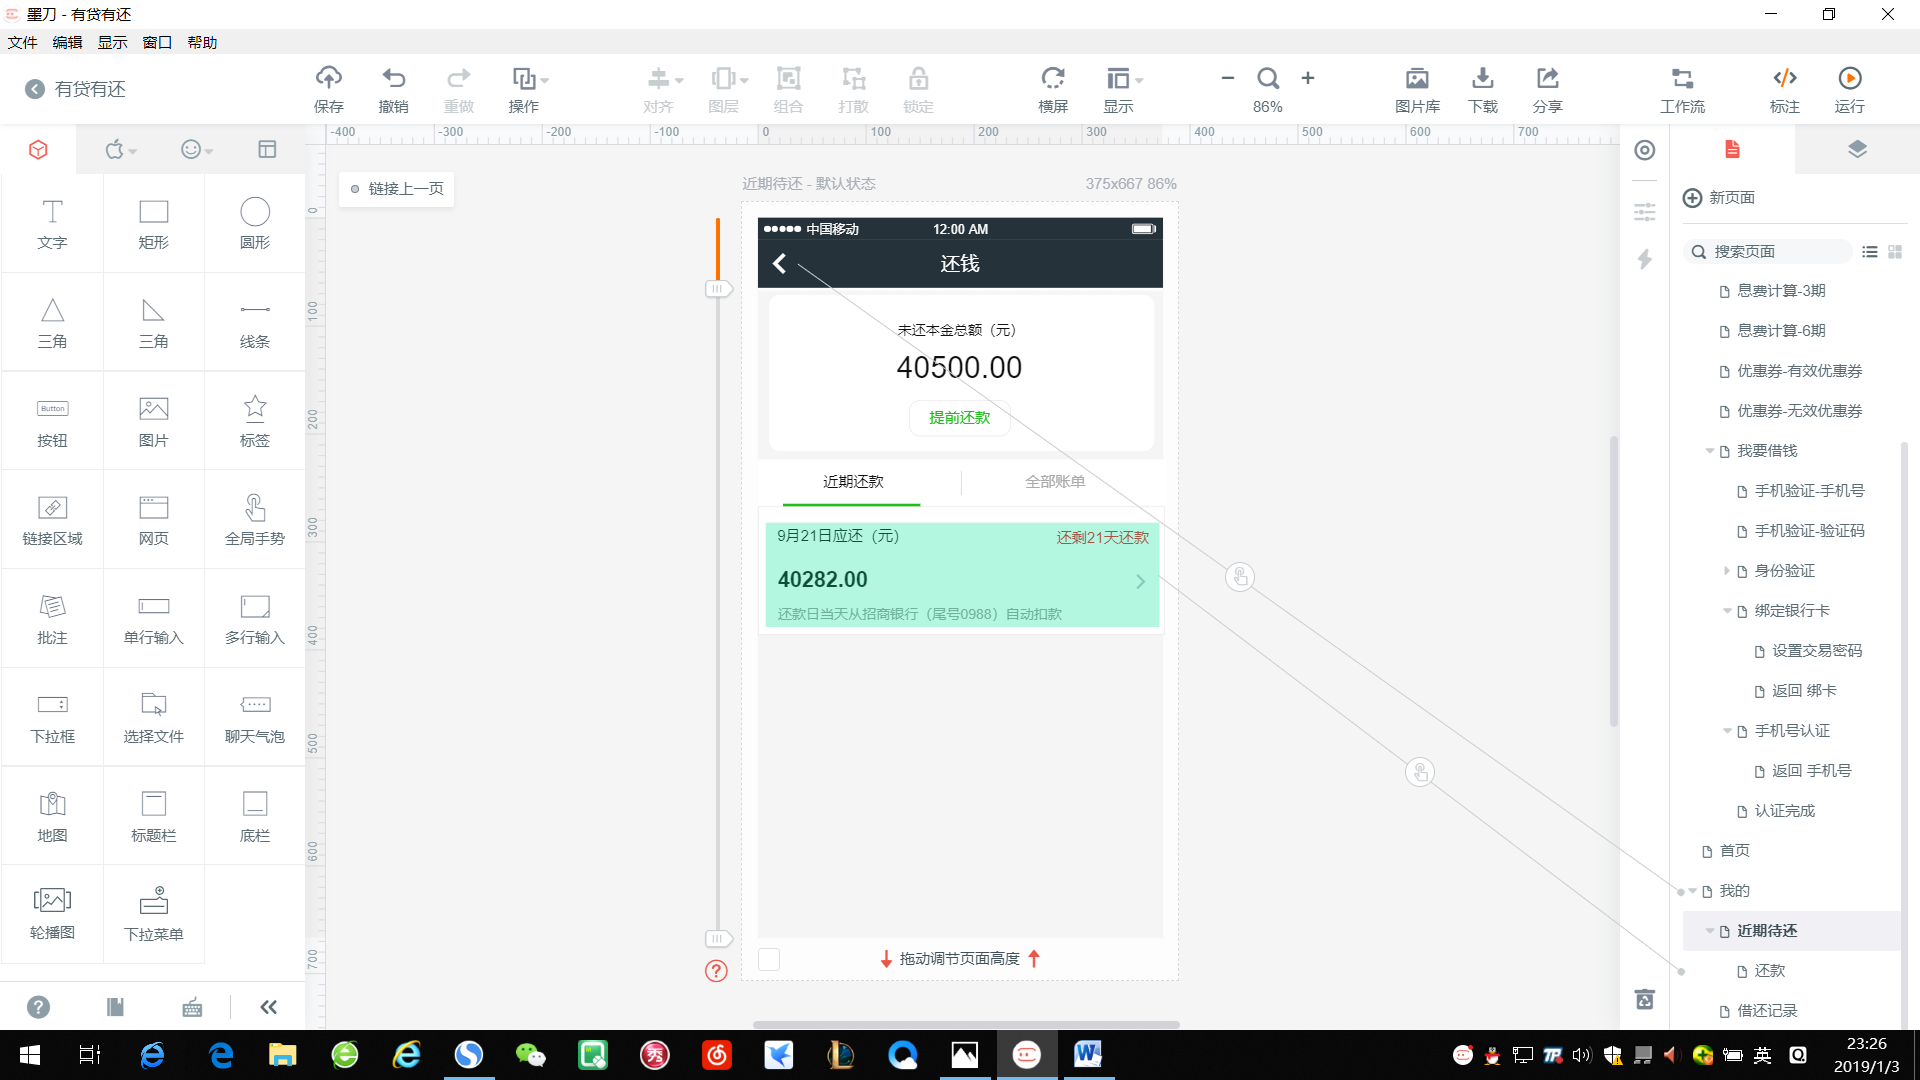 墨刀 - 有贷有还
文件 编辑 显示 窗口 帮助
有贷有还
保存 撤销 重做 操作 对齐 图层 组合 打散 锁定 横屏 显示 86% 图片库 下载 分享 工作流 标注 运行
-400 -300 -200 -100 0 100 200 300 400 500 600 700
0
100
200
300
400
500
600
700
链接上一页
文字 矩形 圆形
三角 三角 线条
Button
按钮 图片 标签
链接区域 网页 全局手势
批注 单行输入 多行输入
下拉框 选择文件 聊天气泡
地图 标题栏 底栏
轮播图 下拉菜单
近期待还 - 默认状态 375x667 86%
中国移动 12:00 AM
还钱
未还本金总额（元）
40500.00
提前还款
近期还款 全部账单
9月21日应还（元） 还剩21天还款
40282.00
还款日当天从招商银行（尾号0988）自动扣款
拖动调节页面高度
新页面
搜索页面
息费计算-3期
息费计算-6期
优惠券-有效优惠券
优惠券-无效优惠券
我要借钱
手机验证-手机号
手机验证-验证码
身份验证
绑定银行卡
设置交易密码
返回 绑卡
手机号认证
返回 手机号
认证完成
首页
我的
近期待还
还款
借还记录
英
23:26
2019/1/3